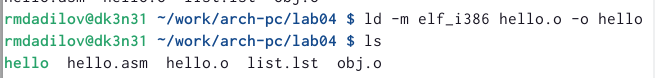 rmdadilov@dk3n31 ~/work/arch-pc/lab04 $ ld -m elf_i386 hello.o -o hello
rmdadilov@dk3n31 ~/work/arch-pc/lab04 $ ls
hello  hello.asm  hello.o  list.lst  obj.o